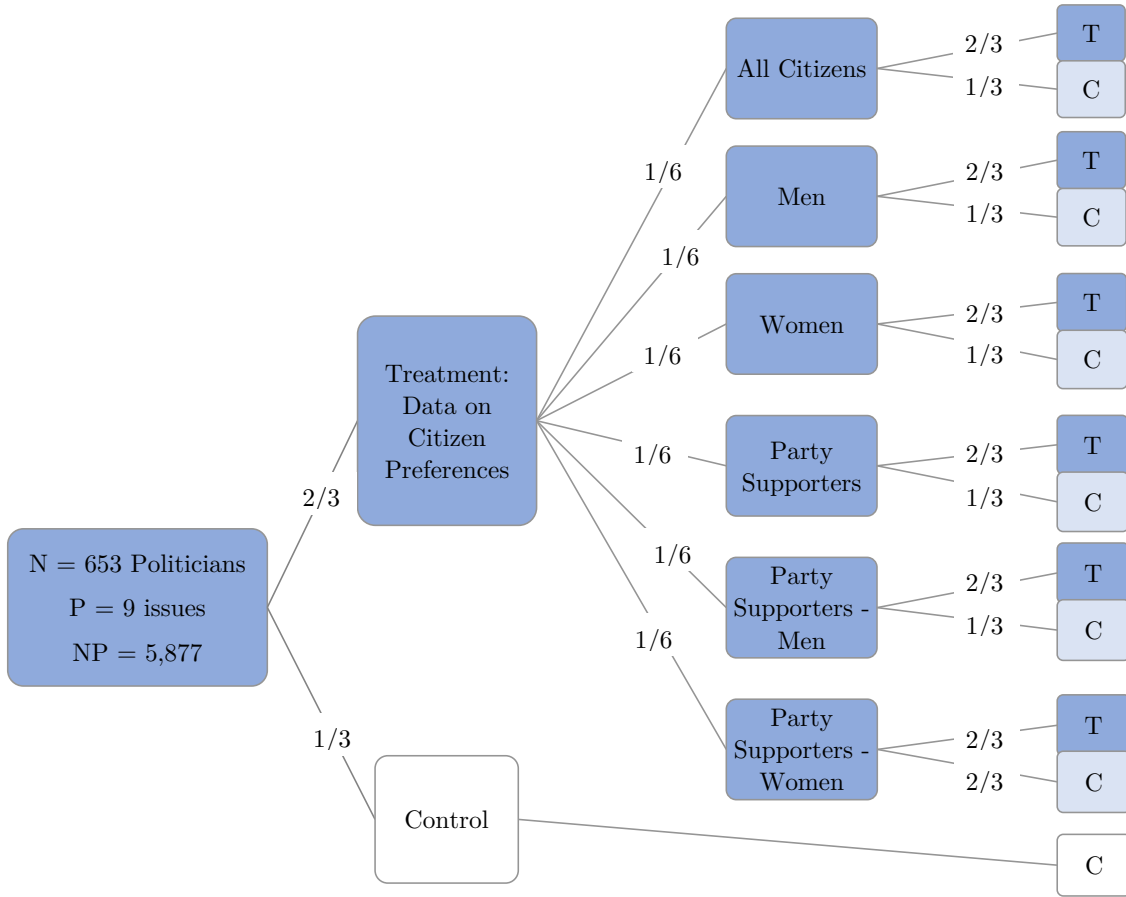 All Citizens
2/3
T
1/3
C
1/6
Men
2/3
T
1/3
C
1/6
Women
2/3
T
1/3
C
1/6
Treatment:
Data on
Citizen
Preferences
Party
Supporters
2/3
T
1/3
C
1/6
2/3
N = 653 Politicians
P = 9 issues
NP = 5,877
Party
Supporters -
Men
2/3
T
1/3
C
1/6
Party
Supporters -
Women
2/3
T
2/3
C
1/6
1/3
Control
C